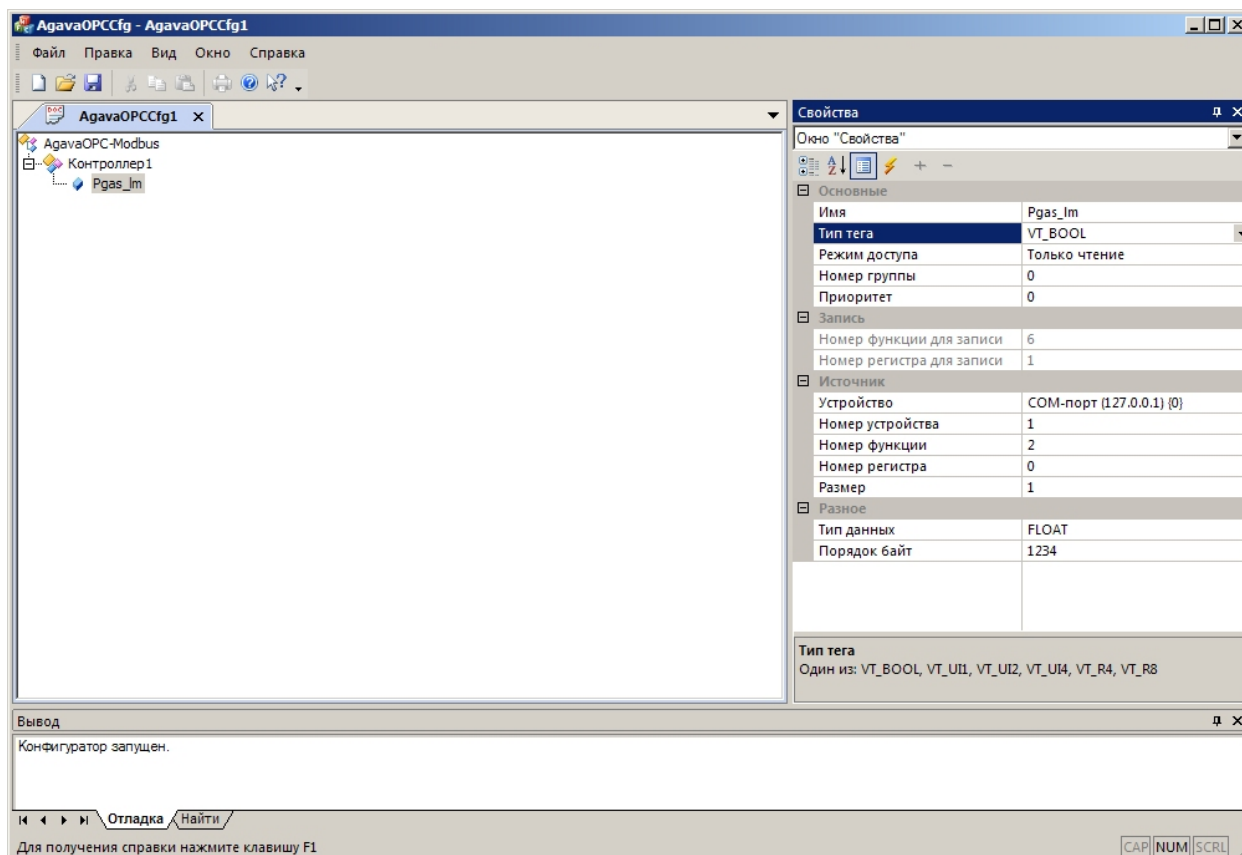 AgavaOPCCfg - AgavaOPCCfg1
Файл Правка Вид Окно Справка
AgavaOPCCfg1
AgavaOPC-Modbus
Контроллер1
Pgas_lm
Свойства
Окно "Свойства"
Основные
Имя Pgas_lm
Тип тега VT_BOOL
Режим доступа Только чтение
Номер группы 0
Приоритет 0
Запись
Номер функции для записи 6
Номер регистра для записи 1
Источник
Устройство COM-порт (127.0.0.1) {0}
Номер устройства 1
Номер функции 2
Номер регистра 0
Размер 1
Разное
Тип данных FLOAT
Порядок байт 1234
Тип тега
Один из: VT_BOOL, VT_UI1, VT_UI2, VT_UI4, VT_R4, VT_R8
Вывод
Конфигуратор запущен.
Отладка Найти
Для получения справки нажмите клавишу F1
CAP NUM SCRL